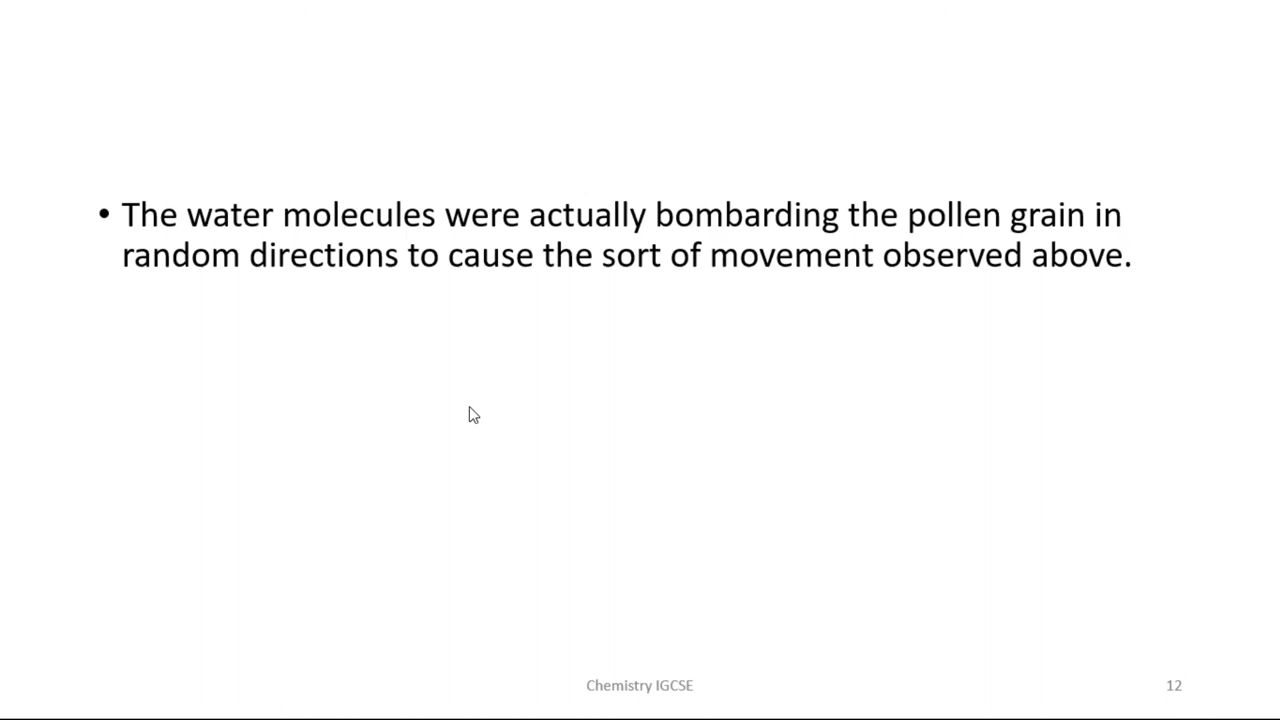 • The water molecules were actually bombarding the pollen grain in
random directions to cause the sort of movement observed above.
Chemistry IGCSE
12